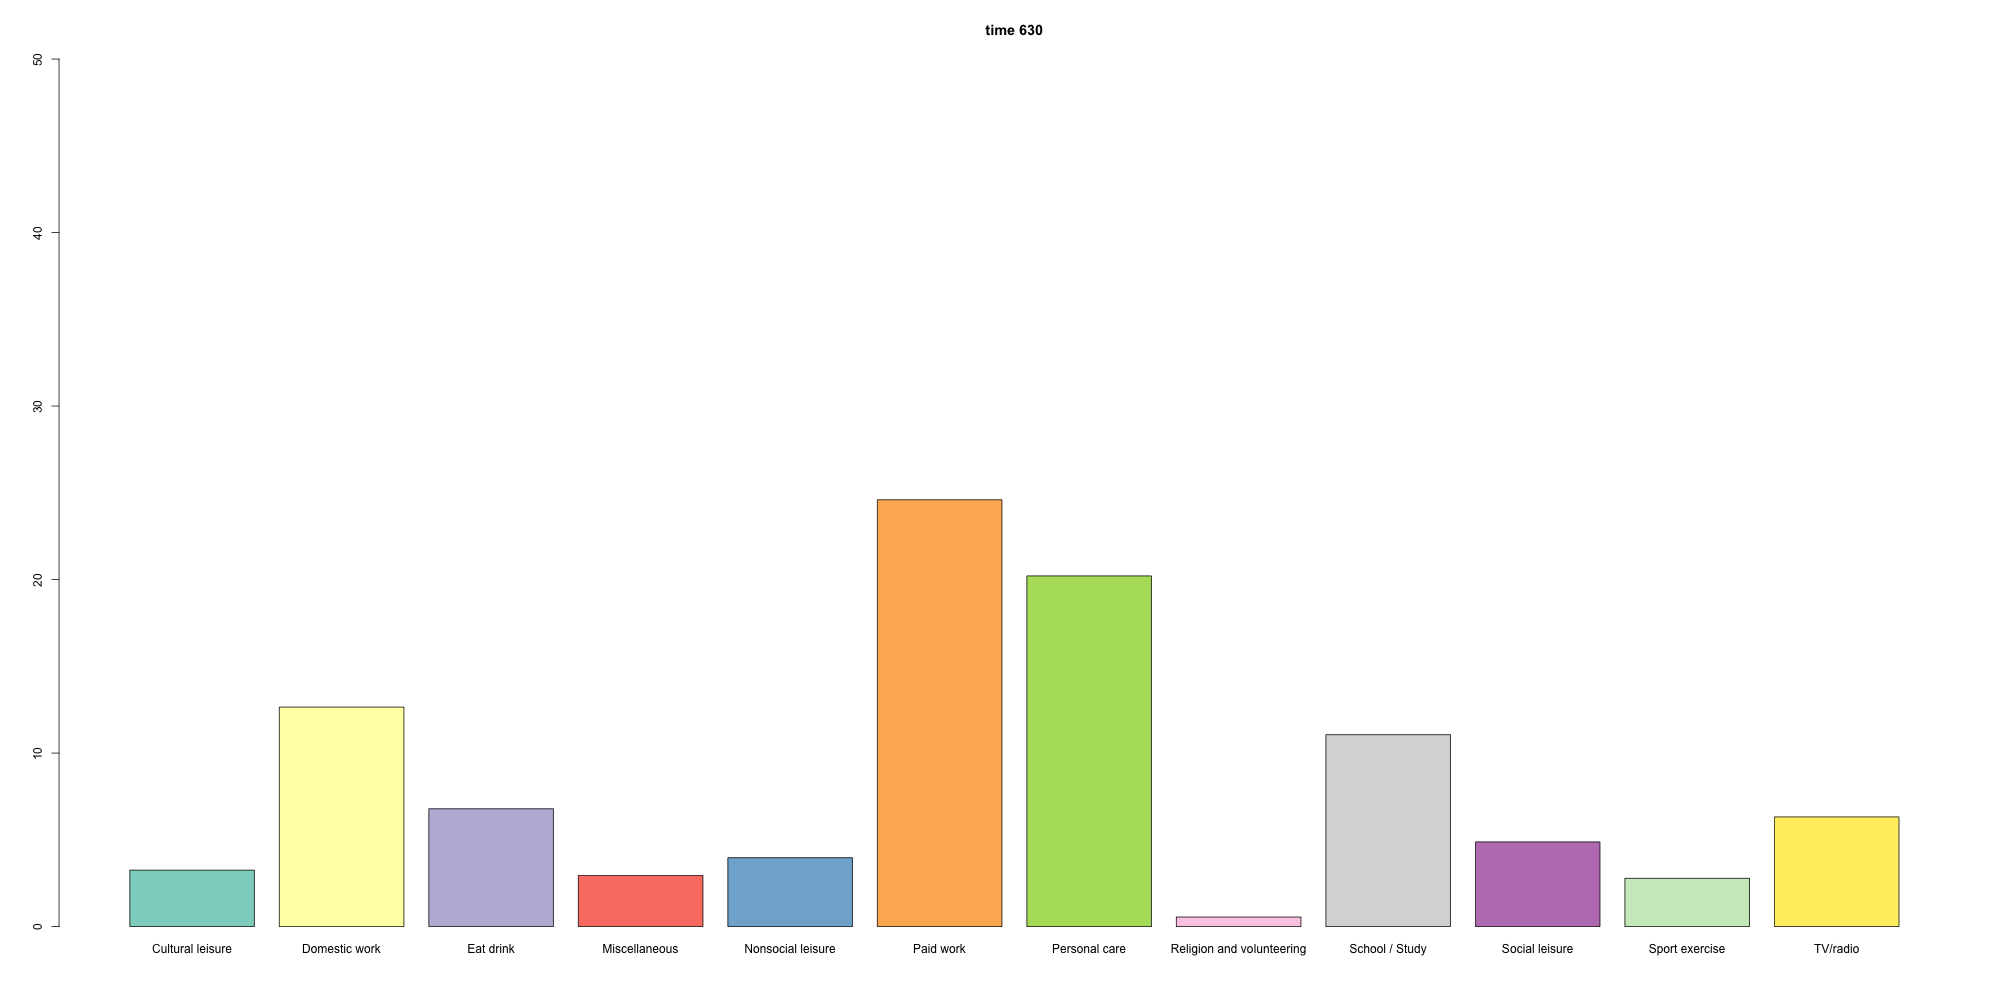 time 630
50
40
30
20
10
0
Cultural leisure
Domestic work
Eat drink
Miscellaneous
Nonsocial leisure
Paid work
Personal care
Religion and volunteering
School / Study
Social leisure
Sport exercise
TV/radio